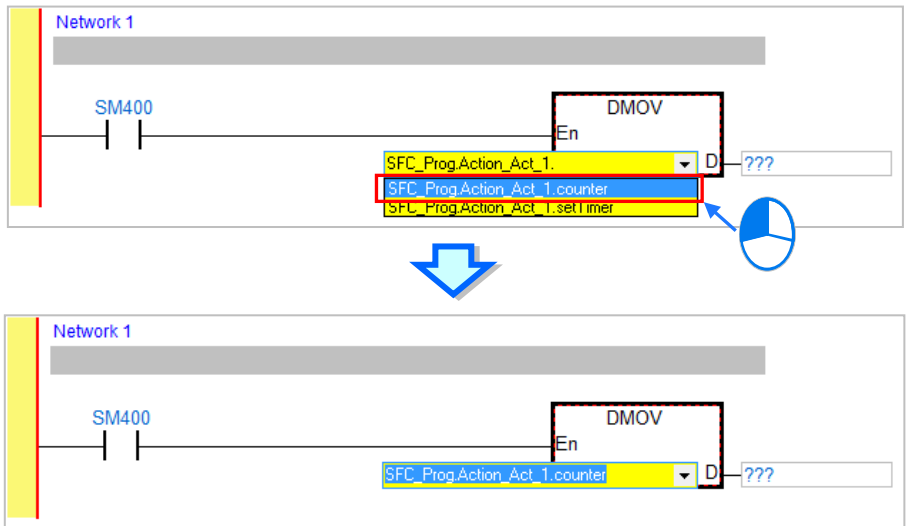 Network 1
SM400
DMOV
En
SFC_Prog.Action_Act_1.
D
???
SFC_Prog.Action_Act_1.counter
SFC_Prog.Action_Act_1.setTimer
Network 1
SM400
DMOV
En
SFC_Prog.Action_Act_1.counter
D
???